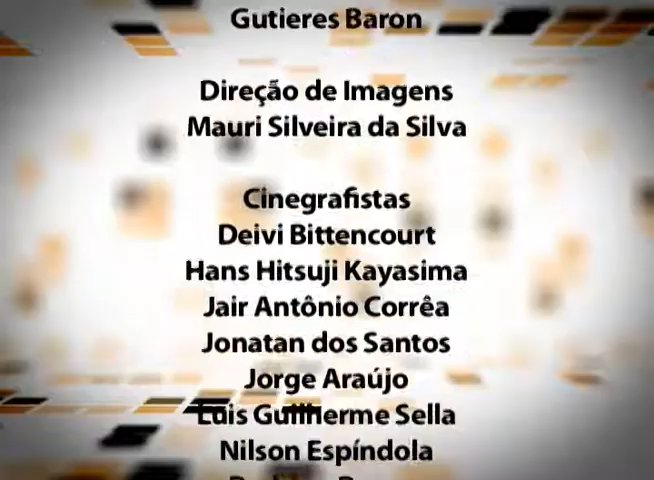 Gutieres Baron
Direção de Imagens
Mauri Silveira da Silva
Cinegrafistas
Deivi Bittencourt
Hans Hitsuji Kayasima
Jair Antônio Corrêa
Jonatan dos Santos
Jorge Araújo
Luis Guilherme Sella
Nilson Espíndola